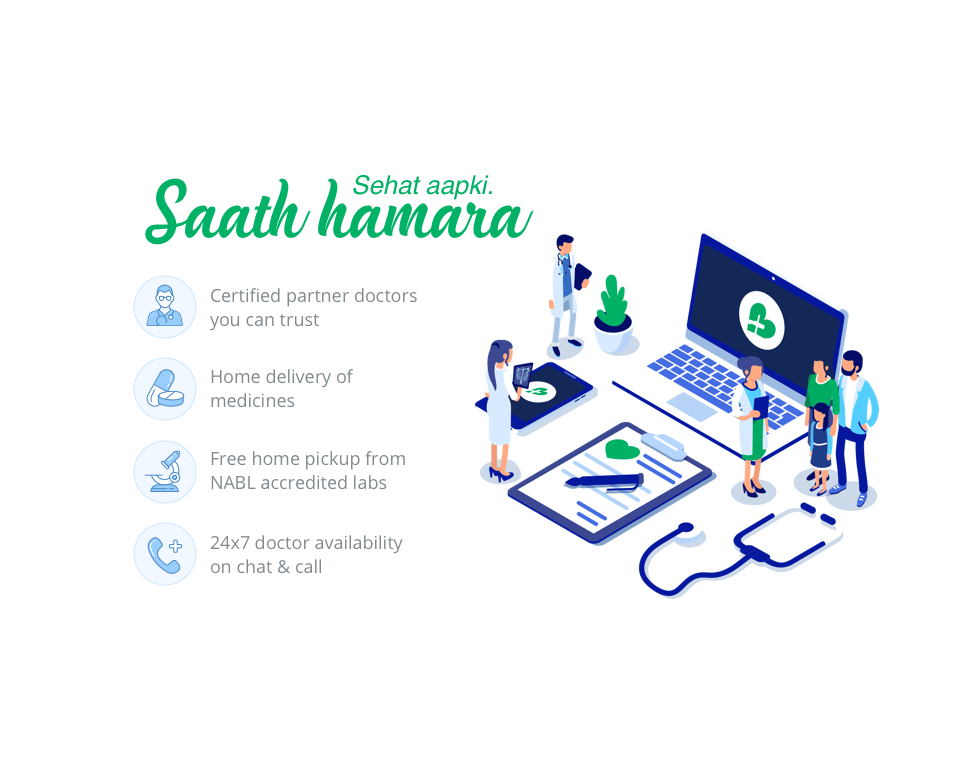 Sehat aapki.
Saath hamara
Certified partner doctors
you can trust
Home delivery of
medicines
Free home pickup from
NABL accredited labs
24x7 doctor availability
on chat & call